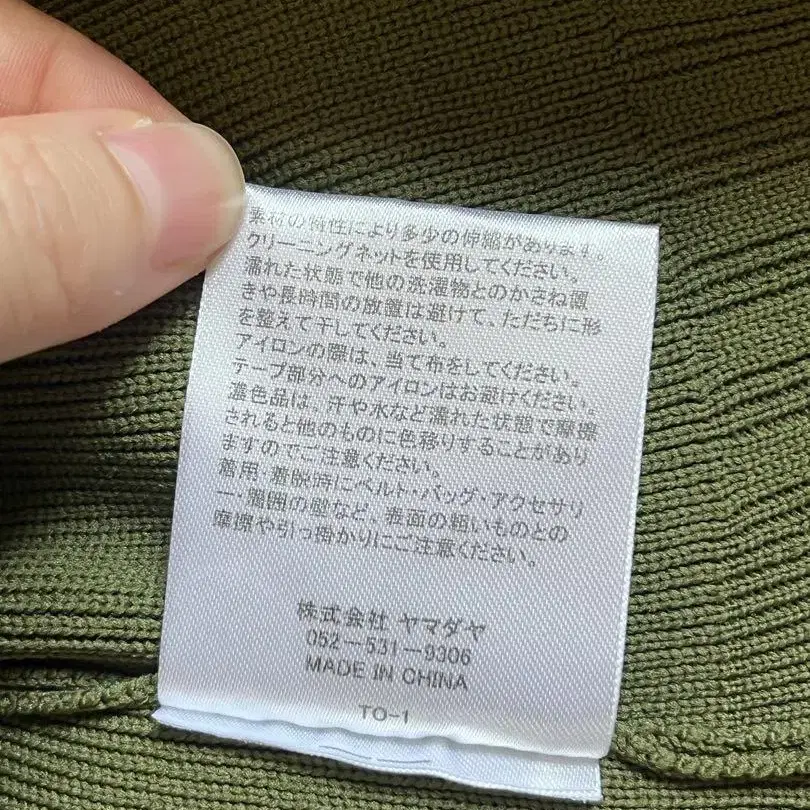 素材の特性により多少の伸縮があります。
クリーニングネットを使用してください。
濡れた状態で他の洗濯物とのかさね置
きや長時間の放置は避けて、ただちに形
を整えて干してください。
アイロンの際は、当て布をしてください。
テープ部分へのアイロンはお避けください。
濃色品は、汗や水など濡れた状態で摩擦
されると他のものに色移りすることがあり
ますのでご注意ください。
着用・着脱時にベルト・バッグ・アクセサリ
ー・周囲の壁など、表面の粗いものとの
摩擦や引っ掛かりにご注意ください。
株式会社 ヤマダヤ
052-531-9306
MADE IN CHINA
TO-1